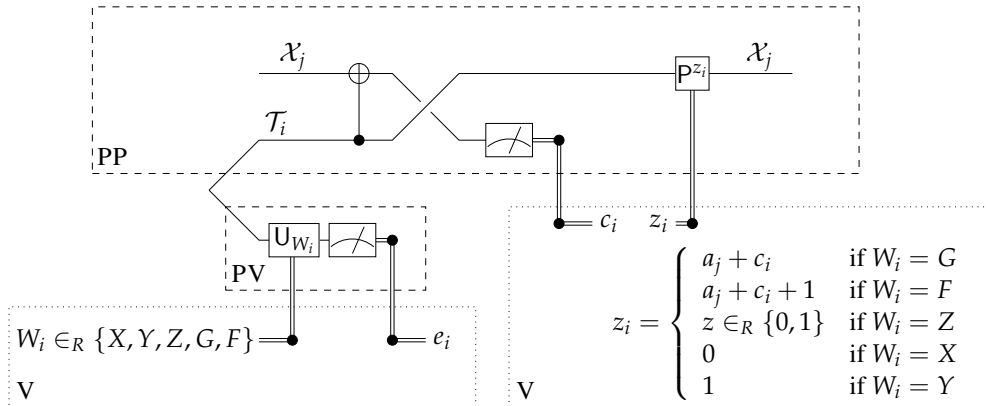 𝒳_j 𝒳_j
P^{z_i}
𝒯_i
PP
c_i z_i
U_{W_i}
PV
z_i = { a_j + c_i if W_i = G
a_j + c_i + 1 if W_i = F
z ∈_R {0, 1} if W_i = Z
0 if W_i = X
1 if W_i = Y
W_i ∈_R {X, Y, Z, G, F} e_i
V V